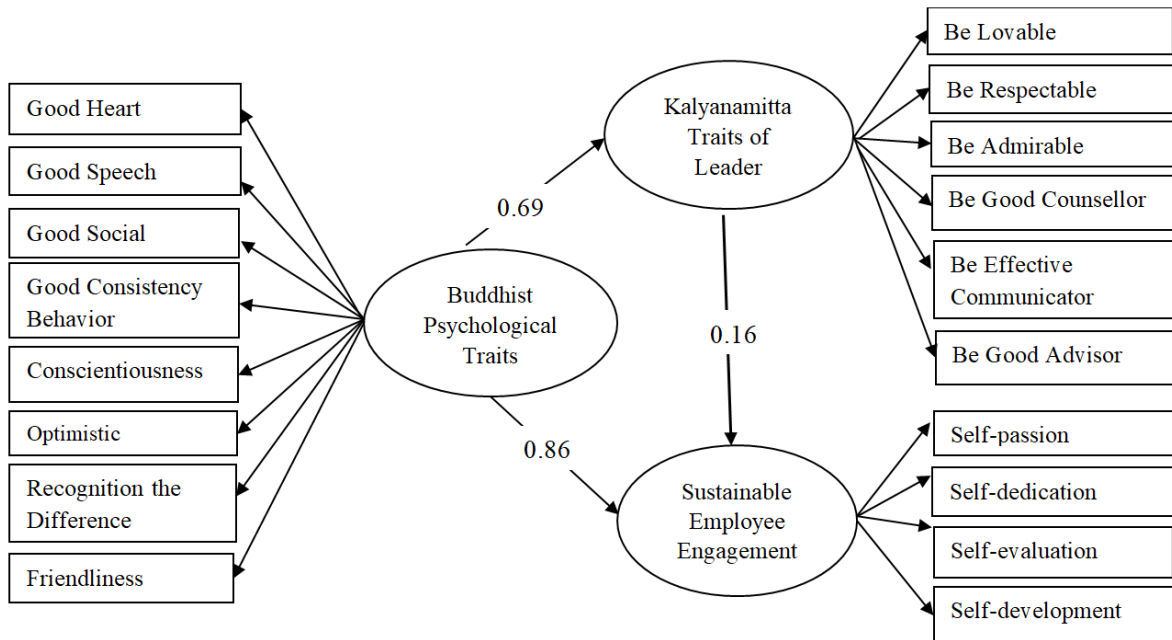 Good Heart
Good Speech
Good Social
Good Consistency
Behavior
Conscientiousness
Optimistic
Recognition the
Difference
Friendliness
0.69
Buddhist
Psychological
Traits
0.86
Kalyanamitta
Traits of
Leader
0.16
Sustainable
Employee
Engagement
Be Lovable
Be Respectable
Be Admirable
Be Good Counsellor
Be Effective
Communicator
Be Good Advisor
Self-passion
Self-dedication
Self-evaluation
Self-development